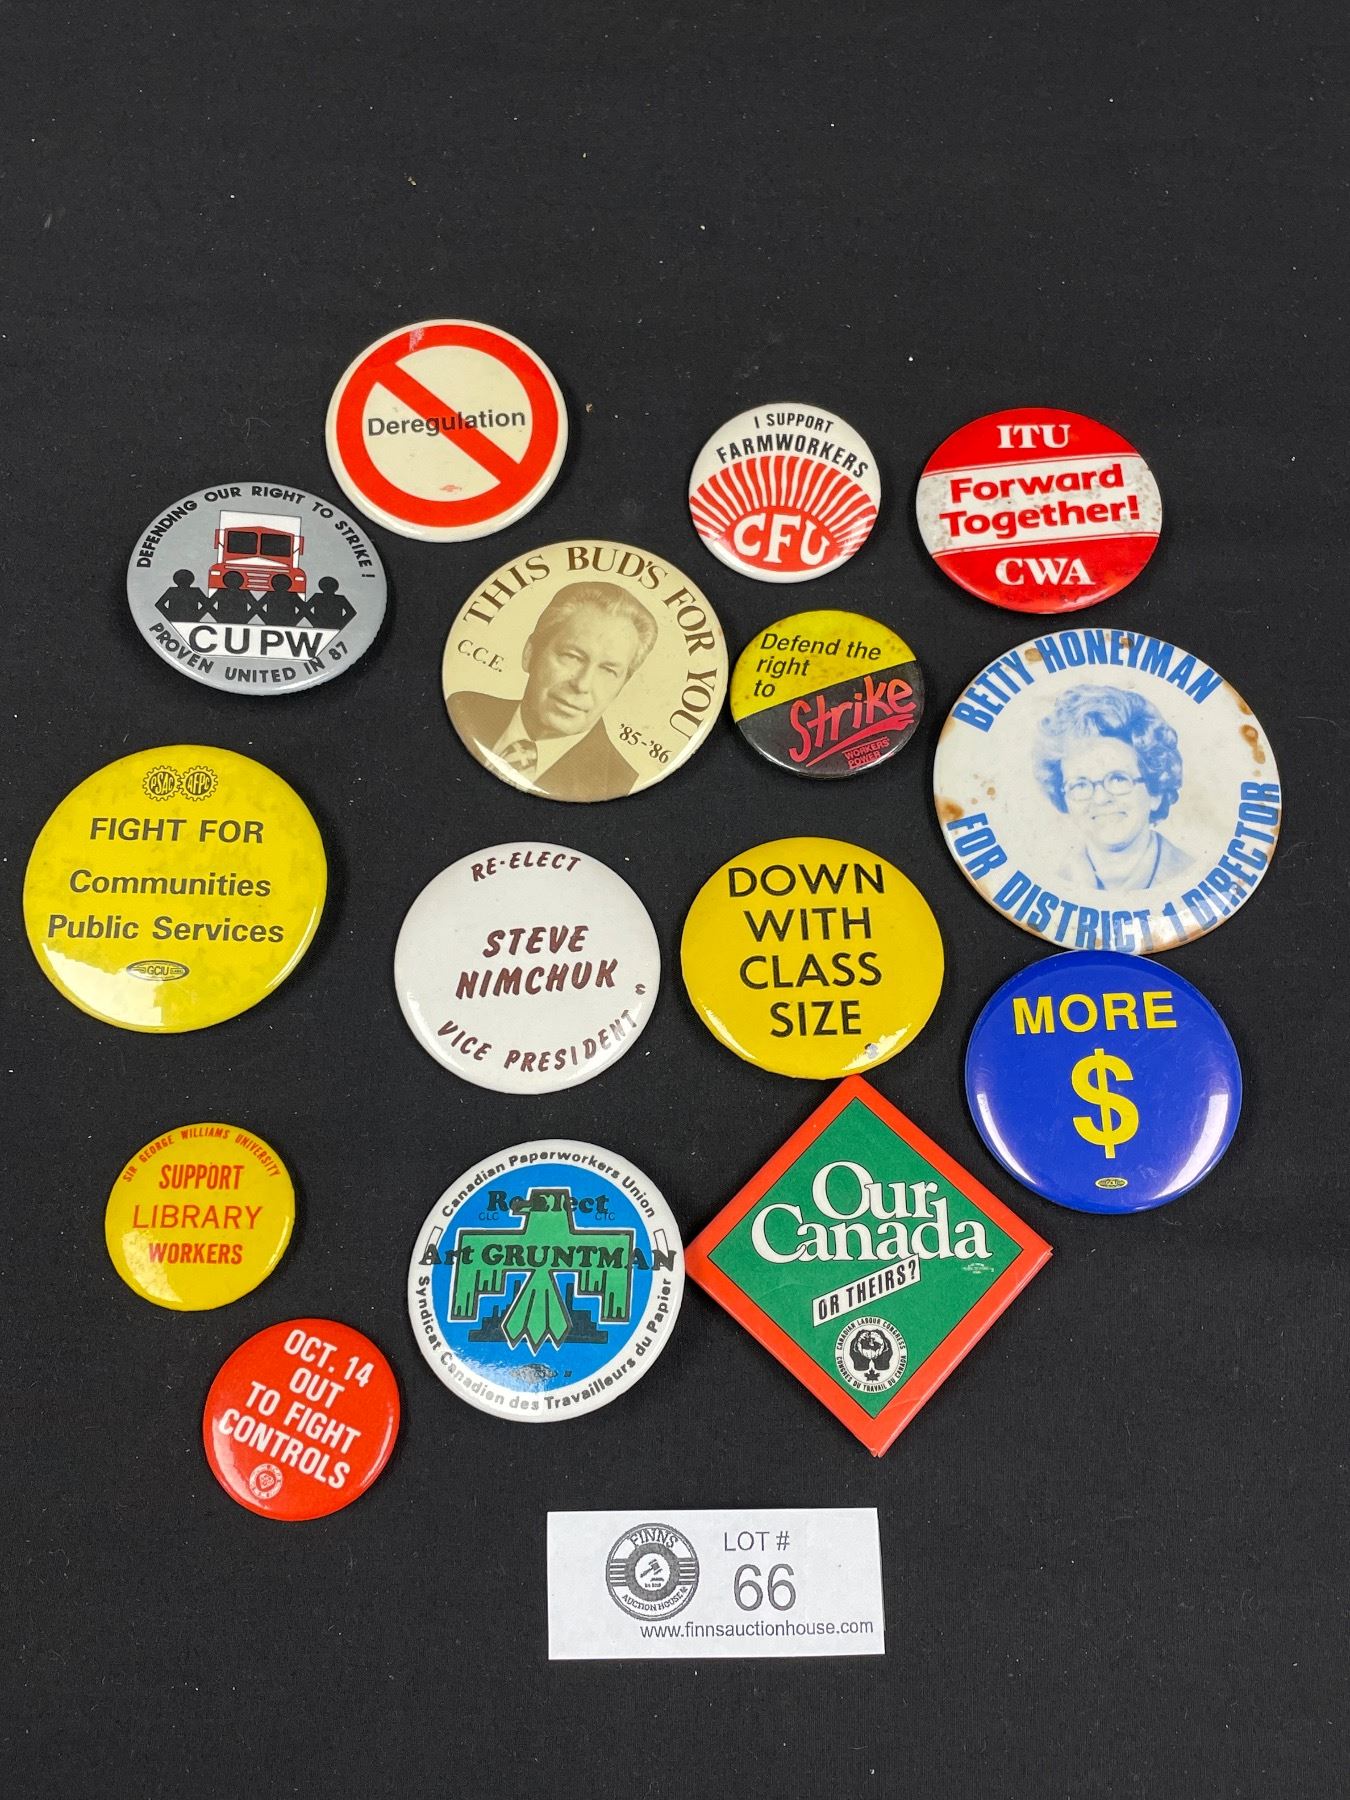 Deregulation
I SUPPORT
FARMWORKERS
CFU
ITU
Forward
Together!
CWA
DEFENDING OUR RIGHT TO STRIKE!
CUPW
PROVEN UNITED IN 87
THIS BUD'S FOR YOU
C.C.E.
'85-'86
Defend the
right
to
Strike
WORKERS'
POWER
BETTY HONEYMAN
FOR DISTRICT 1 DIRECTOR
PSAC AFPC
FIGHT FOR
Communities
Public Services
GCIU
RE-ELECT
STEVE
NIMCHUK
VICE PRESIDENT
DOWN
WITH
CLASS
SIZE
MORE
$
GCIU
SIR GEORGE WILLIAMS UNIVERSITY
SUPPORT
LIBRARY
WORKERS
Canadian Paperworkers Union
Re-Elect
CLC CTC
Art GRUNTMAN
Syndicat Canadien des Travailleurs du Papier
Our
Canada
OR THEIRS?
CANADIAN LABOUR CONGRESS
CONGRÈS DU TRAVAIL DU CANADA
OCT. 14
OUT
TO FIGHT
CONTROLS
FINNS
AUCTION HOUSE
LOT #
66
www.finnsauctionhouse.com